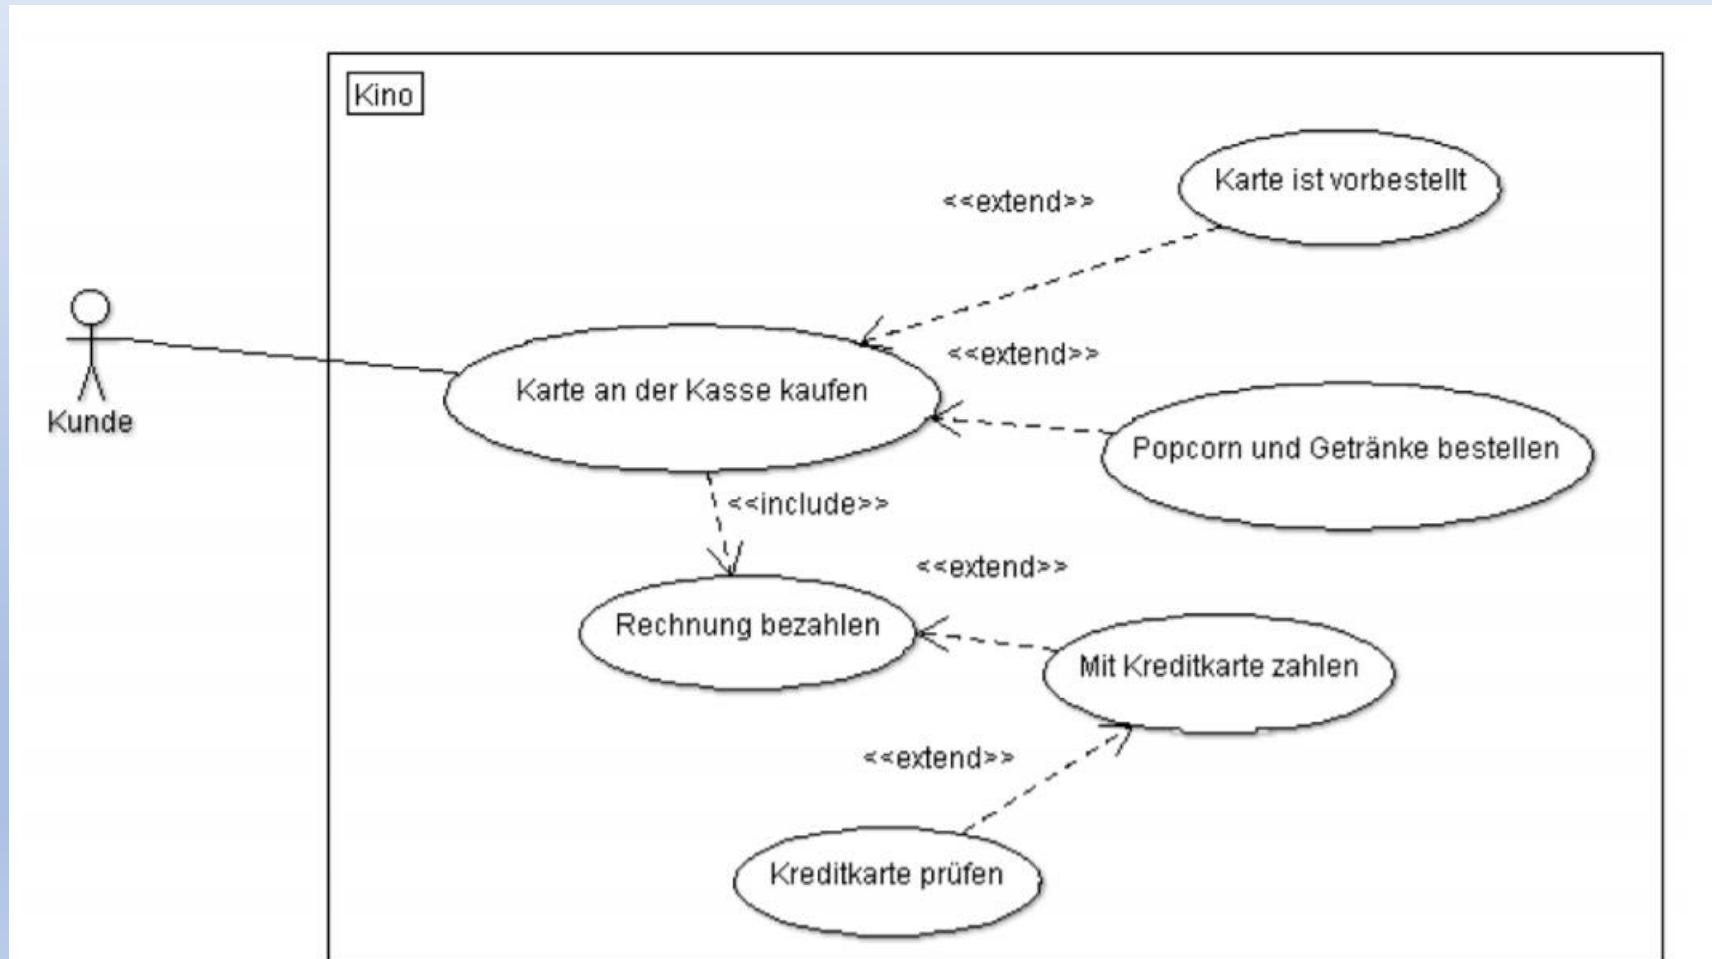 Kino
Karte ist vorbestellt
<<extend>>
<<extend>>
Karte an der Kasse kaufen
Kunde
Popcorn und Getränke bestellen
<<include>>
<<extend>>
Rechnung bezahlen
Mit Kreditkarte zahlen
<<extend>>
Kreditkarte prüfen